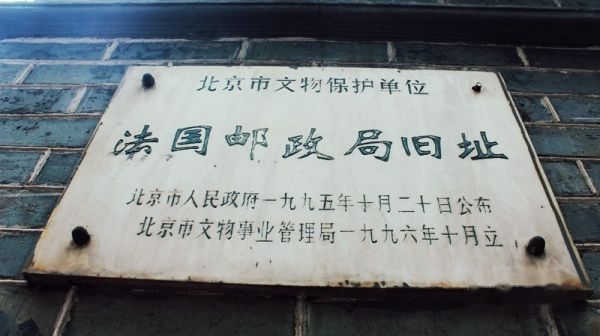 北京市文物保护单位
法国邮政局旧址
北京市人民政府一九九五年十月二十日公布
北京市文物事业管理局一九九六年十月立